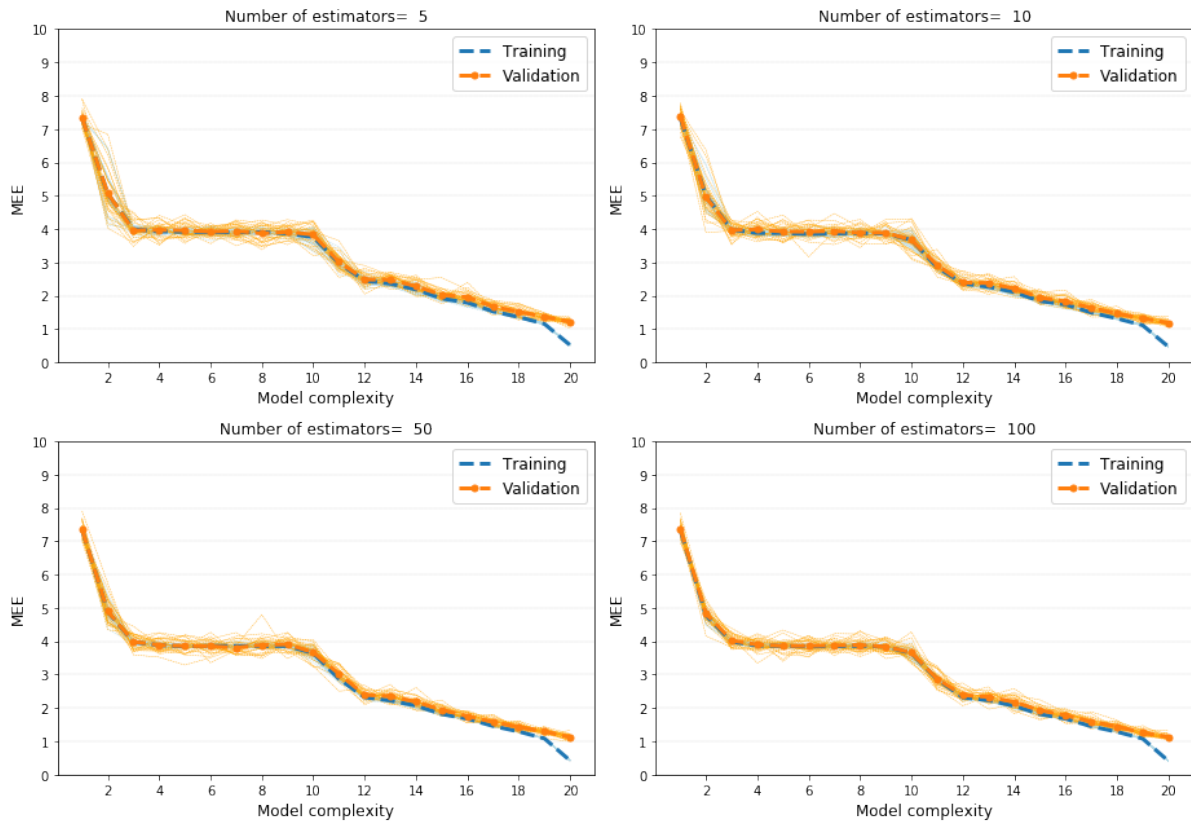 Number of estimators=  5
10
9
8
7
6
5
4
3
2
1
0
MEE
Training
Validation
2 4 6 8 10 12 14 16 18 20
Model complexity
Number of estimators=  10
10
9
8
7
6
5
4
3
2
1
0
MEE
Training
Validation
2 4 6 8 10 12 14 16 18 20
Model complexity
Number of estimators=  50
10
9
8
7
6
5
4
3
2
1
0
MEE
Training
Validation
2 4 6 8 10 12 14 16 18 20
Model complexity
Number of estimators=  100
10
9
8
7
6
5
4
3
2
1
0
MEE
Training
Validation
2 4 6 8 10 12 14 16 18 20
Model complexity